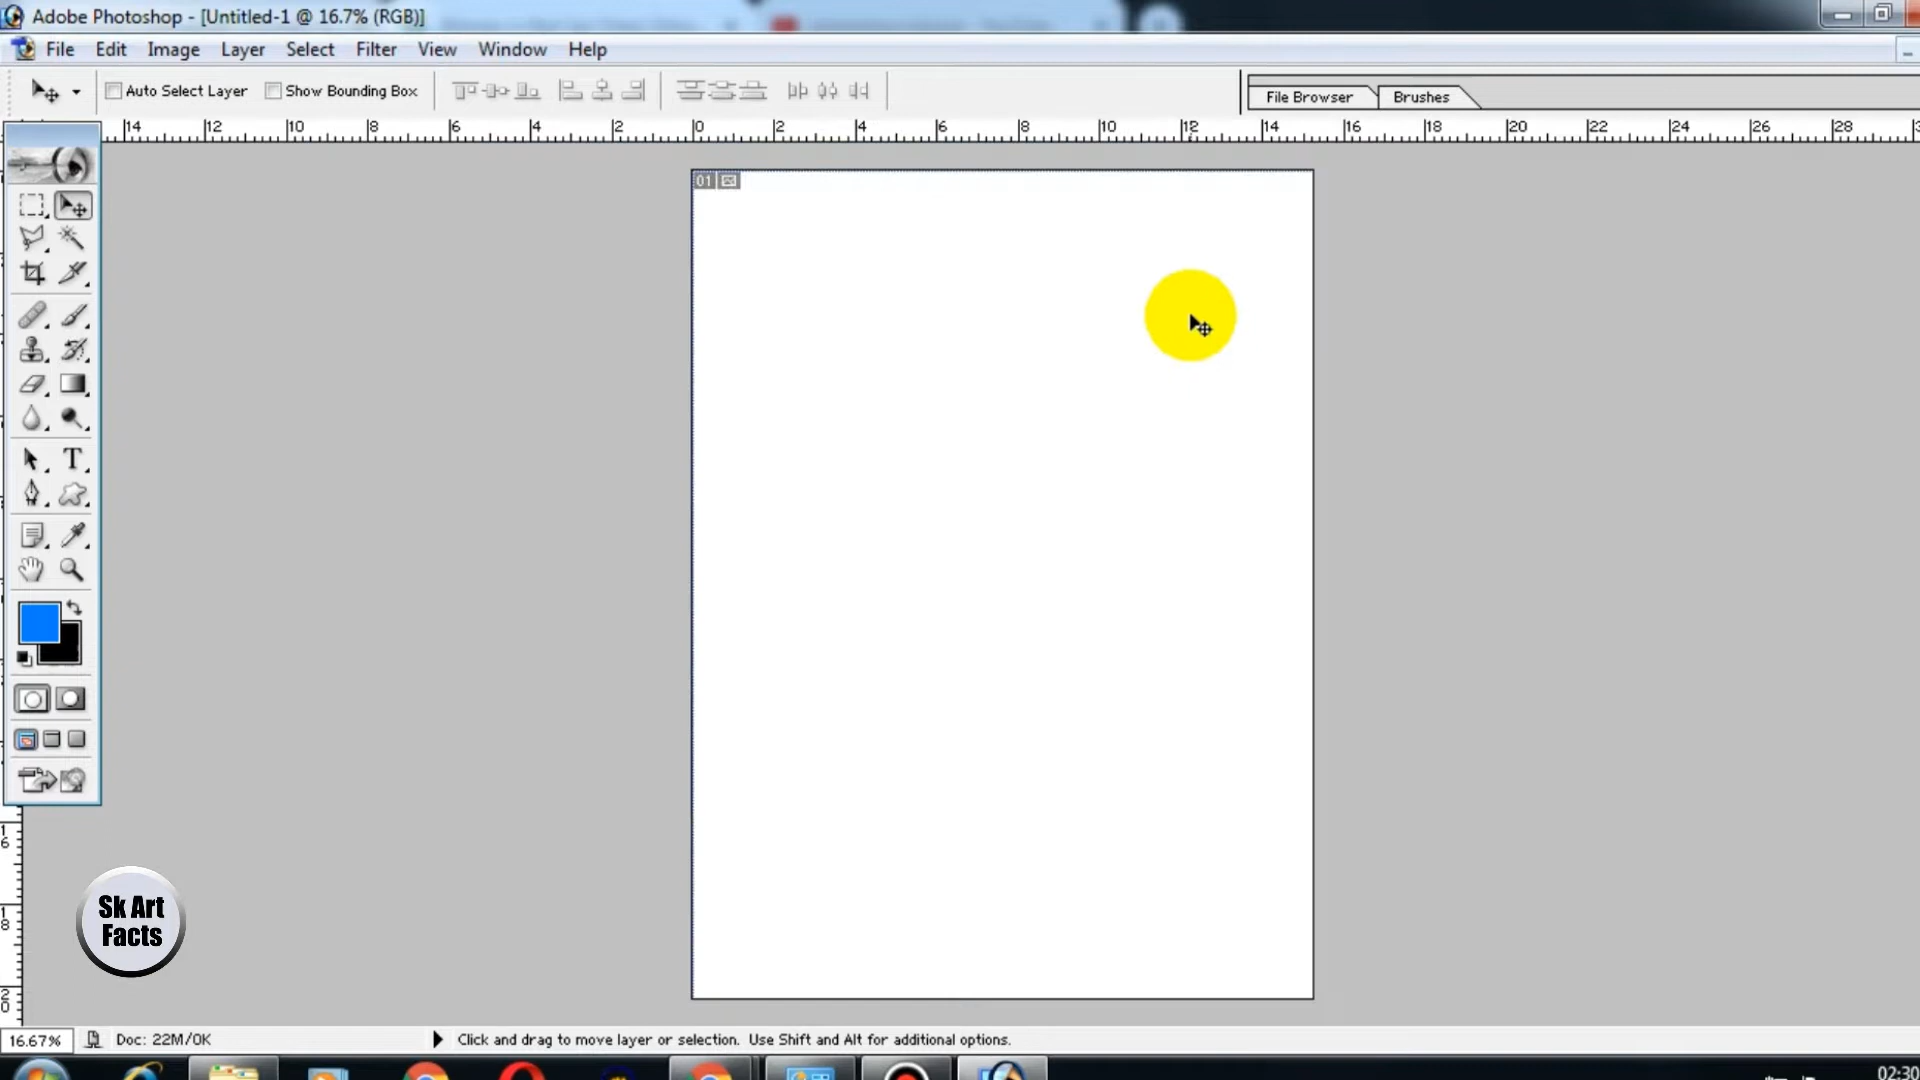 Adobe Photoshop - [Untitled-1 @ 16.7% (RGB)]
File Edit Image Layer Select Filter View Window Help
Auto Select Layer Show Bounding Box File Browser Brushes
14 12 10 8 6 4 2 0 2 4 6 8 10 12 14 16 18 20 22 24 26 28
01
T
16
18
20
Sk Art
Facts
16.67% Doc: 22M/0K Click and drag to move layer or selection. Use Shift and Alt for additional options.
02:30